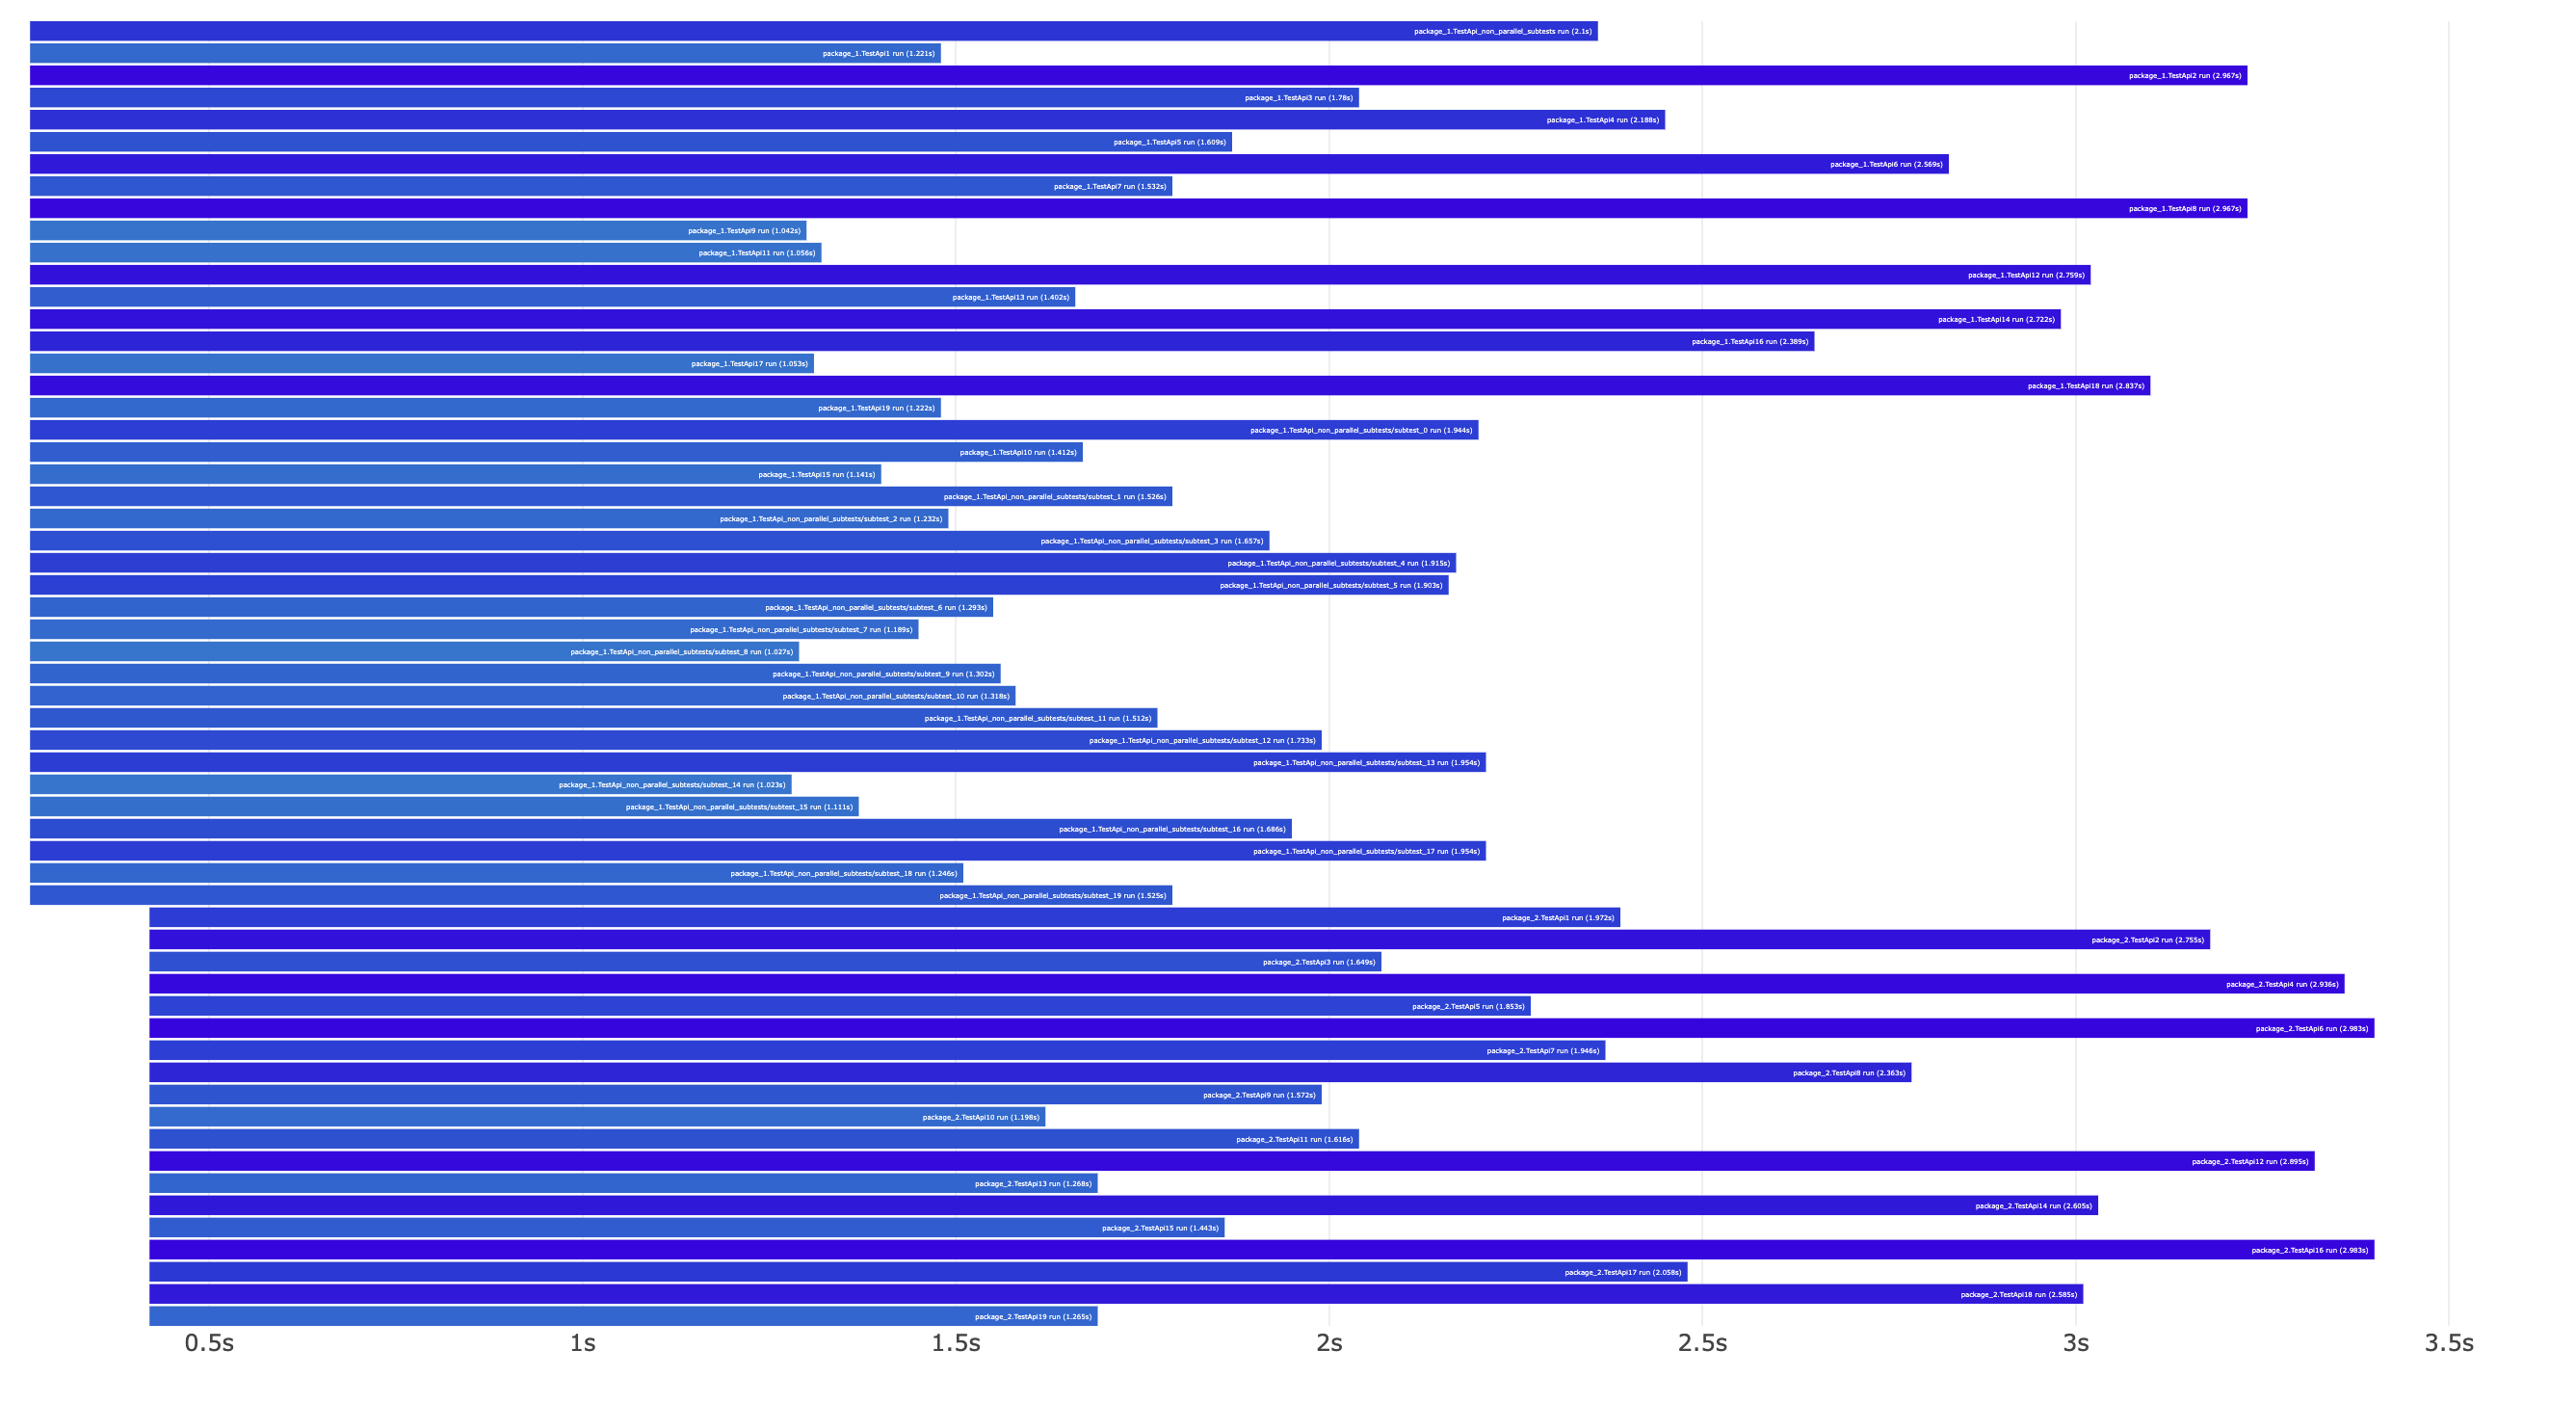 package_1.TestApi_non_parallel_subtests run (2.1s)
package_1.TestApi1 run (1.221s)
package_1.TestApi2 run (2.967s)
package_1.TestApi3 run (1.78s)
package_1.TestApi4 run (2.188s)
package_1.TestApi5 run (1.609s)
package_1.TestApi6 run (2.569s)
package_1.TestApi7 run (1.532s)
package_1.TestApi8 run (2.967s)
package_1.TestApi9 run (1.042s)
package_1.TestApi11 run (1.056s)
package_1.TestApi12 run (2.759s)
package_1.TestApi13 run (1.402s)
package_1.TestApi14 run (2.722s)
package_1.TestApi16 run (2.389s)
package_1.TestApi17 run (1.053s)
package_1.TestApi18 run (2.837s)
package_1.TestApi19 run (1.222s)
package_1.TestApi_non_parallel_subtests/subtest_0 run (1.944s)
package_1.TestApi10 run (1.412s)
package_1.TestApi15 run (1.141s)
package_1.TestApi_non_parallel_subtests/subtest_1 run (1.526s)
package_1.TestApi_non_parallel_subtests/subtest_2 run (1.232s)
package_1.TestApi_non_parallel_subtests/subtest_3 run (1.657s)
package_1.TestApi_non_parallel_subtests/subtest_4 run (1.915s)
package_1.TestApi_non_parallel_subtests/subtest_5 run (1.903s)
package_1.TestApi_non_parallel_subtests/subtest_6 run (1.293s)
package_1.TestApi_non_parallel_subtests/subtest_7 run (1.189s)
package_1.TestApi_non_parallel_subtests/subtest_8 run (1.027s)
package_1.TestApi_non_parallel_subtests/subtest_9 run (1.302s)
package_1.TestApi_non_parallel_subtests/subtest_10 run (1.318s)
package_1.TestApi_non_parallel_subtests/subtest_11 run (1.512s)
package_1.TestApi_non_parallel_subtests/subtest_12 run (1.733s)
package_1.TestApi_non_parallel_subtests/subtest_13 run (1.954s)
package_1.TestApi_non_parallel_subtests/subtest_14 run (1.023s)
package_1.TestApi_non_parallel_subtests/subtest_15 run (1.111s)
package_1.TestApi_non_parallel_subtests/subtest_16 run (1.686s)
package_1.TestApi_non_parallel_subtests/subtest_17 run (1.954s)
package_1.TestApi_non_parallel_subtests/subtest_18 run (1.246s)
package_1.TestApi_non_parallel_subtests/subtest_19 run (1.525s)
package_2.TestApi1 run (1.972s)
package_2.TestApi2 run (2.755s)
package_2.TestApi3 run (1.649s)
package_2.TestApi4 run (2.936s)
package_2.TestApi5 run (1.853s)
package_2.TestApi6 run (2.983s)
package_2.TestApi7 run (1.946s)
package_2.TestApi8 run (2.363s)
package_2.TestApi9 run (1.572s)
package_2.TestApi10 run (1.198s)
package_2.TestApi11 run (1.616s)
package_2.TestApi12 run (2.895s)
package_2.TestApi13 run (1.268s)
package_2.TestApi14 run (2.605s)
package_2.TestApi15 run (1.443s)
package_2.TestApi16 run (2.983s)
package_2.TestApi17 run (2.058s)
package_2.TestApi18 run (2.585s)
package_2.TestApi19 run (1.265s)
0.5s 1s 1.5s 2s 2.5s 3s 3.5s